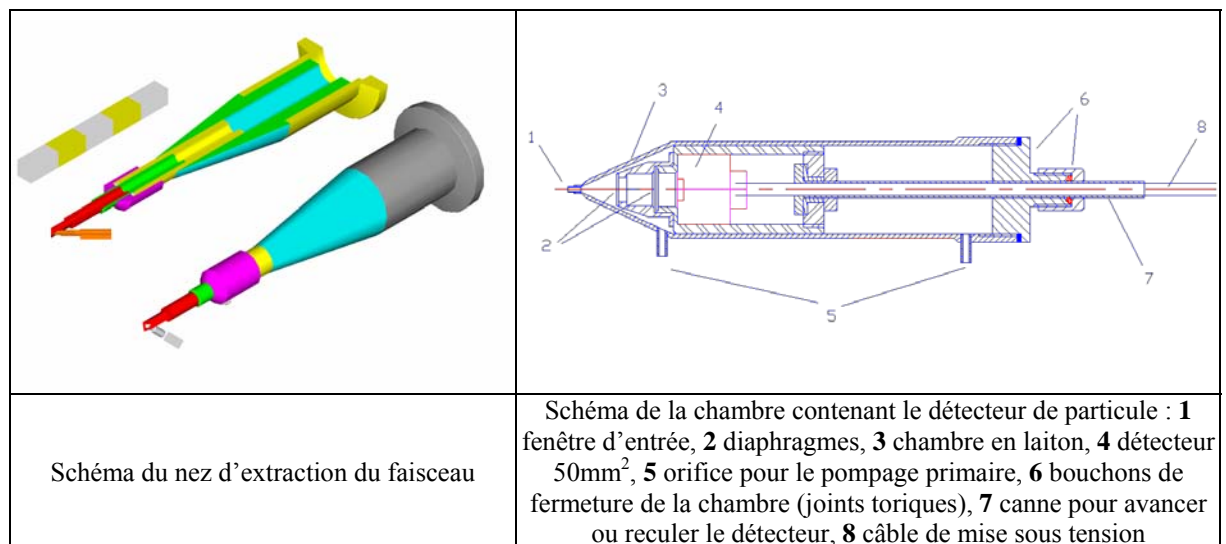 1
3
4
6
8
2
5
7
Schéma du nez d’extraction du faisceau
Schéma de la chambre contenant le détecteur de particule : 1
fenêtre d’entrée, 2 diaphragmes, 3 chambre en laiton, 4 détecteur
50mm², 5 orifice pour le pompage primaire, 6 bouchons de
fermeture de la chambre (joints toriques), 7 canne pour avancer
ou reculer le détecteur, 8 câble de mise sous tension